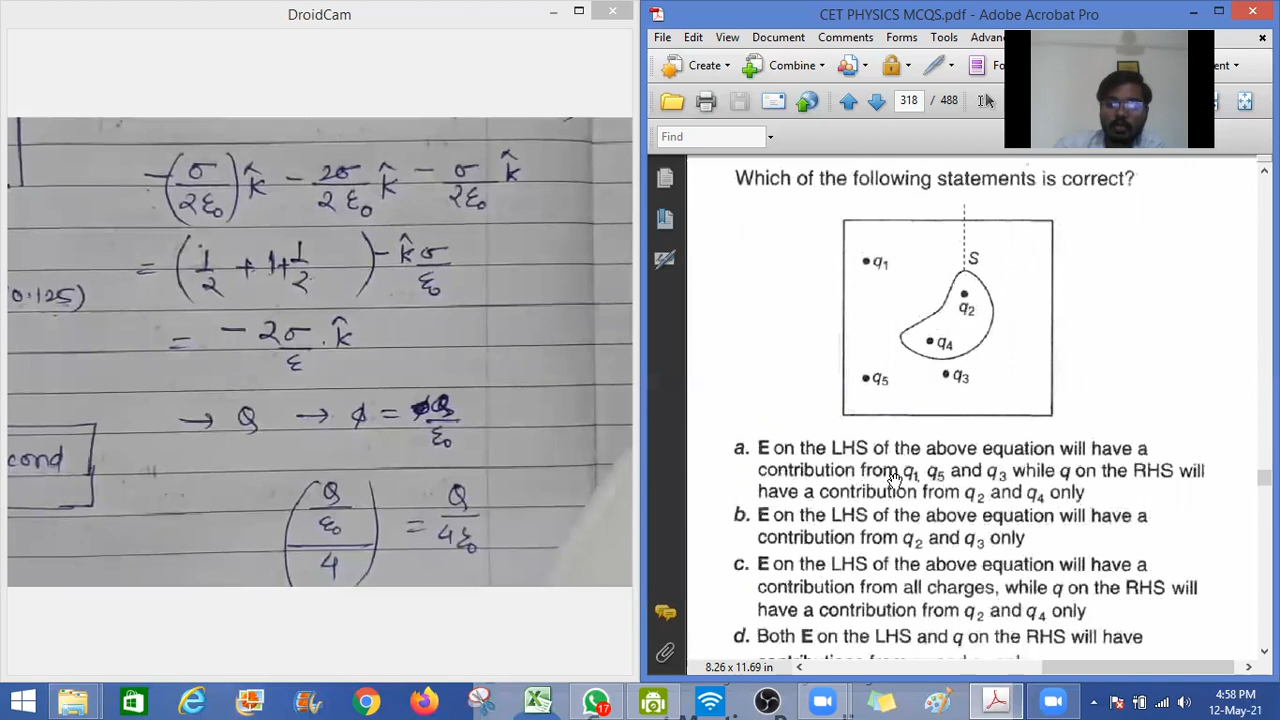 DroidCam
CET PHYSICS MCQS.pdf - Adobe Acrobat Pro
File Edit View Document Comments Forms Tools
Create
Combine
318 / 488
Find
-(σ/2ε₀)k̂ - 2σ/2ε₀ k̂ - σ/2ε₀ k̂
= (1/2 + 1 + 1/2) -k̂σ/ε₀
0.125)
= -2σ/ε . k̂
→ Q → ϕ = Q/ε₀
cond
((Q/ε₀)/4) = Q/4ε₀
Which of the following statements is correct?
S
q₁
q₂
q₄
q₅
q₃
a. E on the LHS of the above equation will have a
contribution from q₁, q₅ and q₃ while q on the RHS will
have a contribution from q₂ and q₄ only
b. E on the LHS of the above equation will have a
contribution from q₂ and q₃ only
c. E on the LHS of the above equation will have a
contribution from all charges, while q on the RHS will
have a contribution from q₂ and q₄ only
d. Both E on the LHS and q on the RHS will have
8.26 x 11.69 in
17
4:58 PM
12-May-21